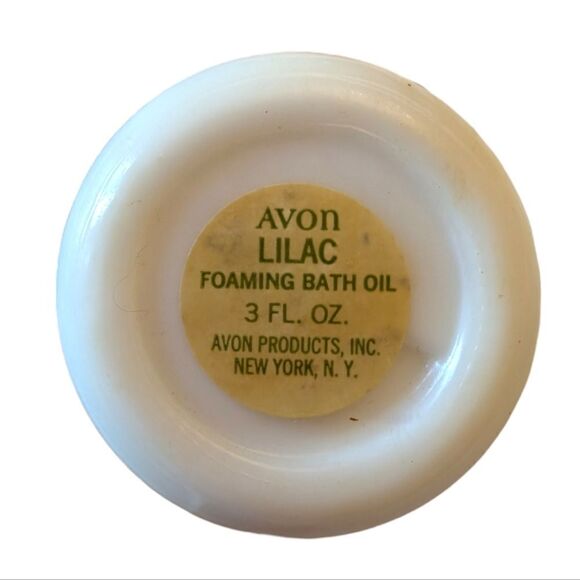 AVON
LILAC
FOAMING BATH OIL
3 FL. OZ.
AVON PRODUCTS, INC.
NEW YORK, N. Y.